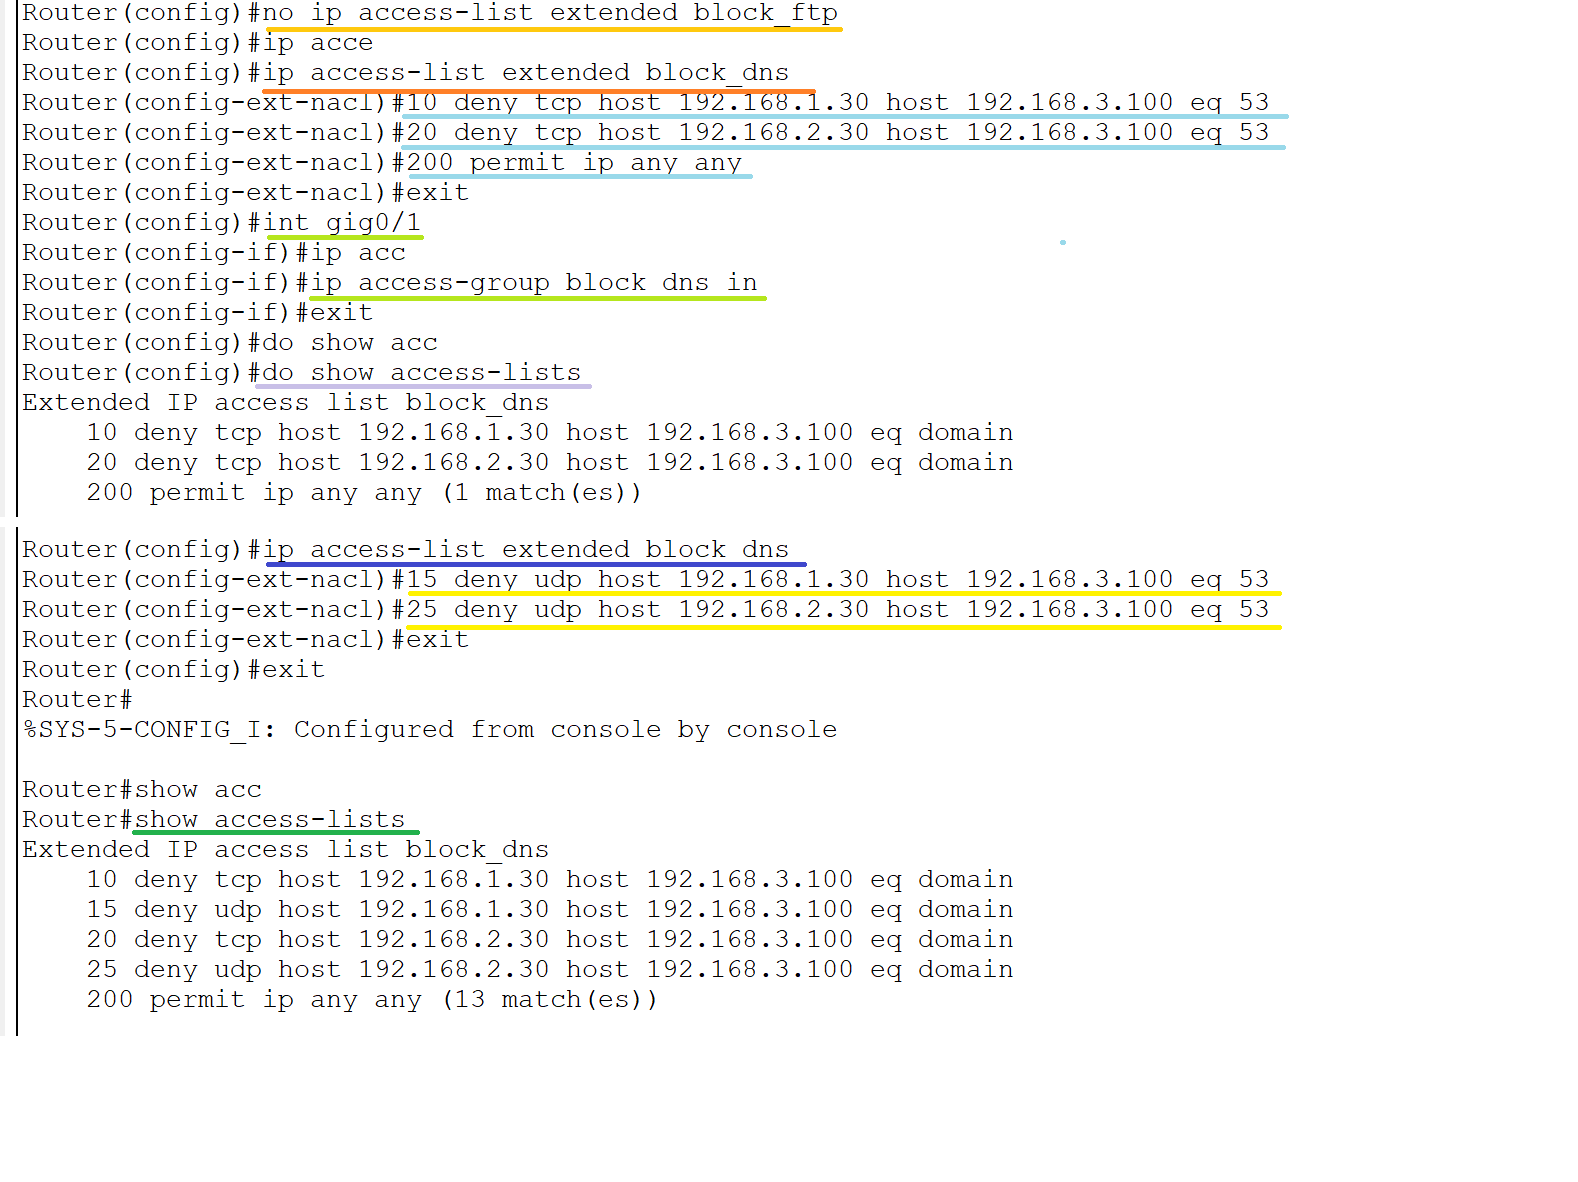 Router(config)#no ip access-list extended block_ftp
Router(config)#ip acce
Router(config)#ip access-list extended block_dns
Router(config-ext-nacl)#10 deny tcp host 192.168.1.30 host 192.168.3.100 eq 53
Router(config-ext-nacl)#20 deny tcp host 192.168.2.30 host 192.168.3.100 eq 53
Router(config-ext-nacl)#200 permit ip any any
Router(config-ext-nacl)#exit
Router(config)#int gig0/1
Router(config-if)#ip acc
Router(config-if)#ip access-group block dns in
Router(config-if)#exit
Router(config)#do show acc
Router(config)#do show access-lists
Extended IP access list block_dns
10 deny tcp host 192.168.1.30 host 192.168.3.100 eq domain
20 deny tcp host 192.168.2.30 host 192.168.3.100 eq domain
200 permit ip any any (1 match(es))
Router(config)#ip access-list extended block dns
Router(config-ext-nacl)#15 deny udp host 192.168.1.30 host 192.168.3.100 eq 53
Router(config-ext-nacl)#25 deny udp host 192.168.2.30 host 192.168.3.100 eq 53
Router(config-ext-nacl)#exit
Router(config)#exit
Router#
%SYS-5-CONFIG_I: Configured from console by console
Router#show acc
Router#show access-lists
Extended IP access list block_dns
10 deny tcp host 192.168.1.30 host 192.168.3.100 eq domain
15 deny udp host 192.168.1.30 host 192.168.3.100 eq domain
20 deny tcp host 192.168.2.30 host 192.168.3.100 eq domain
25 deny udp host 192.168.2.30 host 192.168.3.100 eq domain
200 permit ip any any (13 match(es))